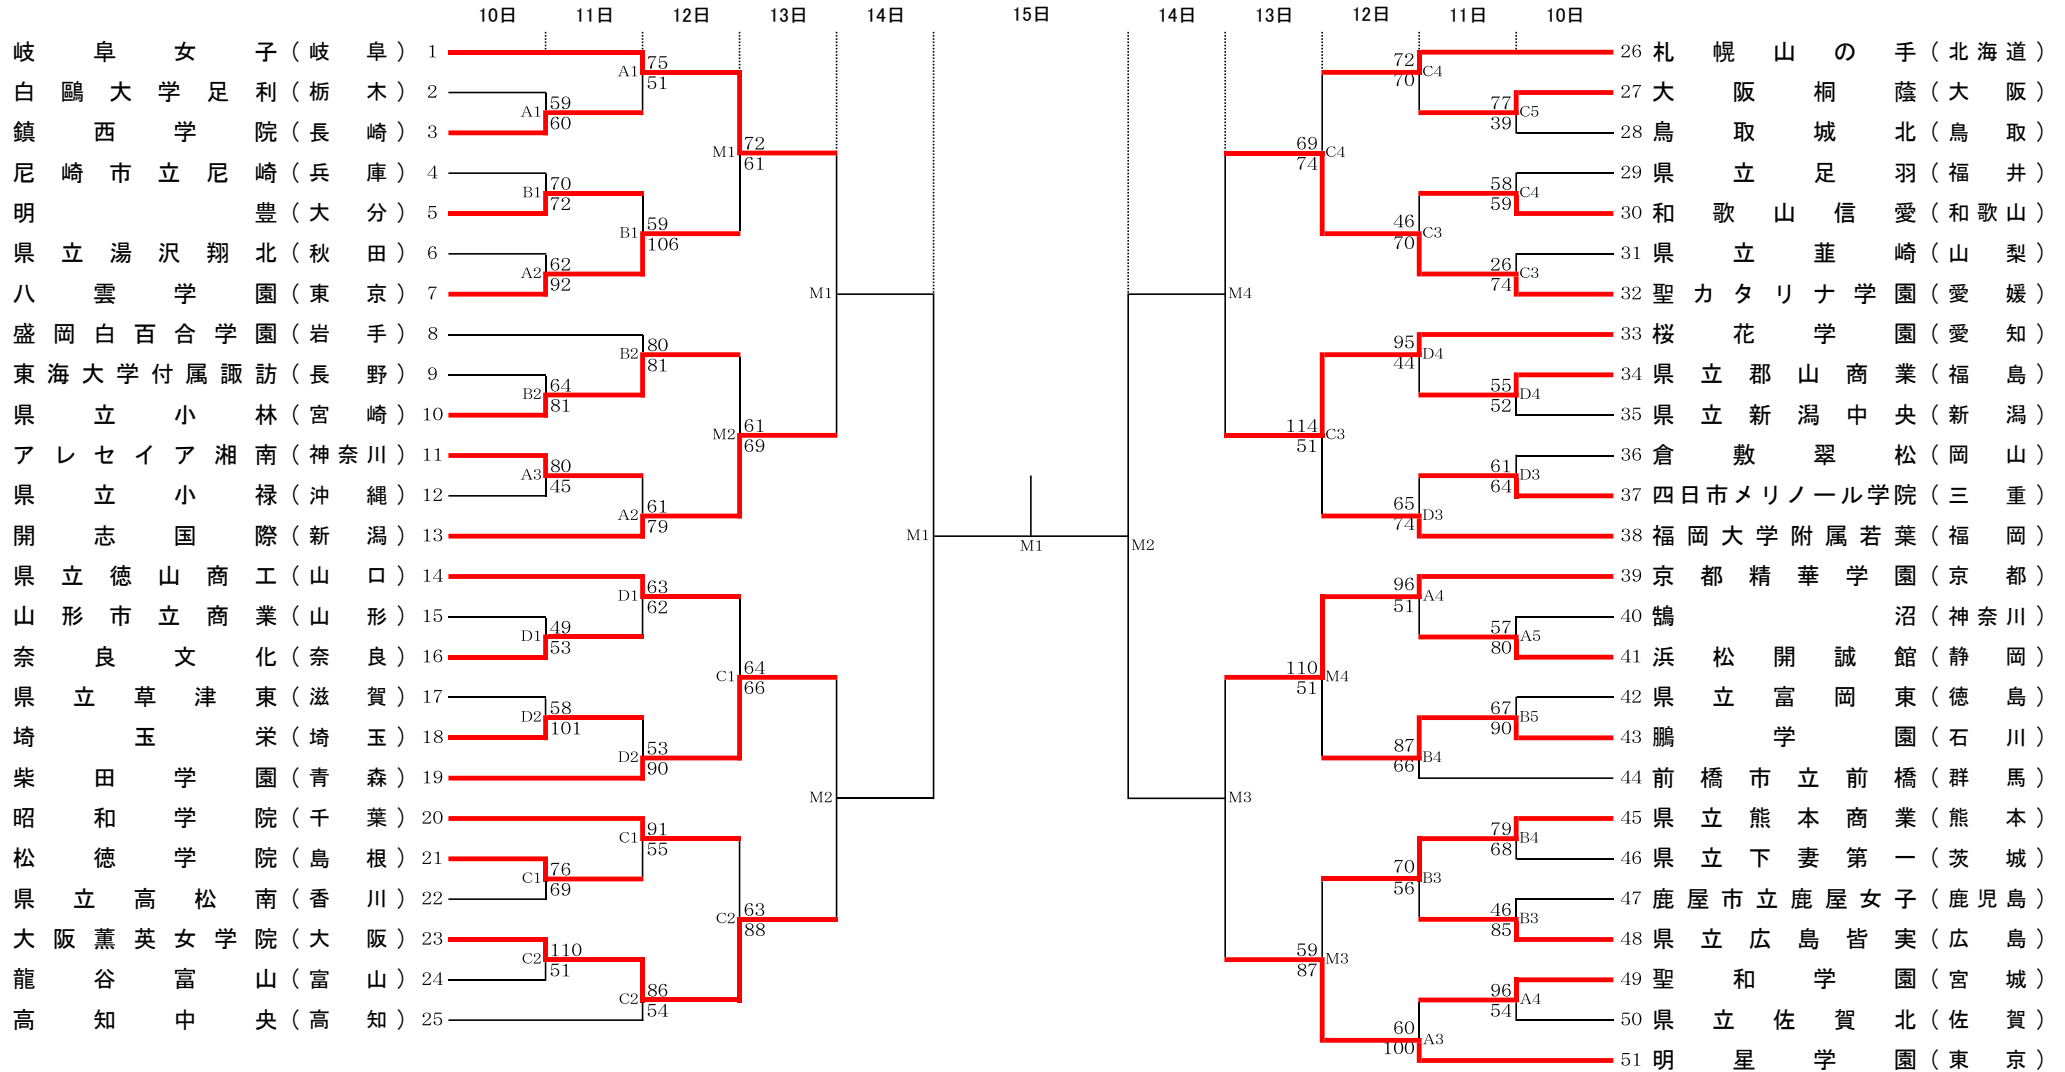 10日 11日 12日 13日 14日 15日 14日 13日 12日 11日 10日
岐阜女子（岐阜） 1
白鷗大学足利（栃木） 2
鎮西学院（長崎） 3
尼崎市立尼崎（兵庫） 4
明豊（大分） 5
県立湯沢翔北（秋田） 6
八雲学園（東京） 7
盛岡白百合学園（岩手） 8
東海大学付属諏訪（長野） 9
県立小林（宮崎） 10
アレセイア湘南（神奈川） 11
県立小禄（沖縄） 12
開志国際（新潟） 13
県立徳山商工（山口） 14
山形市立商業（山形） 15
奈良文化（奈良） 16
県立草津東（滋賀） 17
埼玉栄（埼玉） 18
柴田学園（青森） 19
昭和学院（千葉） 20
松徳学院（島根） 21
県立高松南（香川） 22
大阪薫英女学院（大阪） 23
龍谷富山（富山） 24
高知中央（高知） 25
A1 59 60
B1 70 72
A2 62 92
B2 64 81
A3 80 45
D1 49 53
D2 58 101
C1 76 69
C2 110 51
A1 75 51
B1 59 106
B2 80 81
A2 61 79
D1 63 62
D2 53 90
C1 91 55
C2 86 54
M1 72 61
M2 61 69
C1 64 66
C2 63 88
M1
M2
M1
M1
M2
M4
M3
69 74 C4
114 51 C3
110 51 M4
59 87 M3
72 70 C4
46 70 C3
95 44 D4
65 74 D3
96 51 A4
87 66 B4
70 56 B3
60 100 A3
77 39 C5
58 59 C4
26 74 C3
55 52 D4
61 64 D3
57 80 A5
67 90 B5
79 68 B4
46 85 B3
96 54 A4
26 札幌山の手（北海道）
27 大阪桐蔭（大阪）
28 鳥取城北（鳥取）
29 県立足羽（福井）
30 和歌山信愛（和歌山）
31 県立韮崎（山梨）
32 聖カタリナ学園（愛媛）
33 桜花学園（愛知）
34 県立郡山商業（福島）
35 県立新潟中央（新潟）
36 倉敷翠松（岡山）
37 四日市メリノール学院（三重）
38 福岡大学附属若葉（福岡）
39 京都精華学園（京都）
40 鵠沼（神奈川）
41 浜松開誠館（静岡）
42 県立富岡東（徳島）
43 鵬学園（石川）
44 前橋市立前橋（群馬）
45 県立熊本商業（熊本）
46 県立下妻第一（茨城）
47 鹿屋市立鹿屋女子（鹿児島）
48 県立広島皆実（広島）
49 聖和学園（宮城）
50 県立佐賀北（佐賀）
51 明星学園（東京）